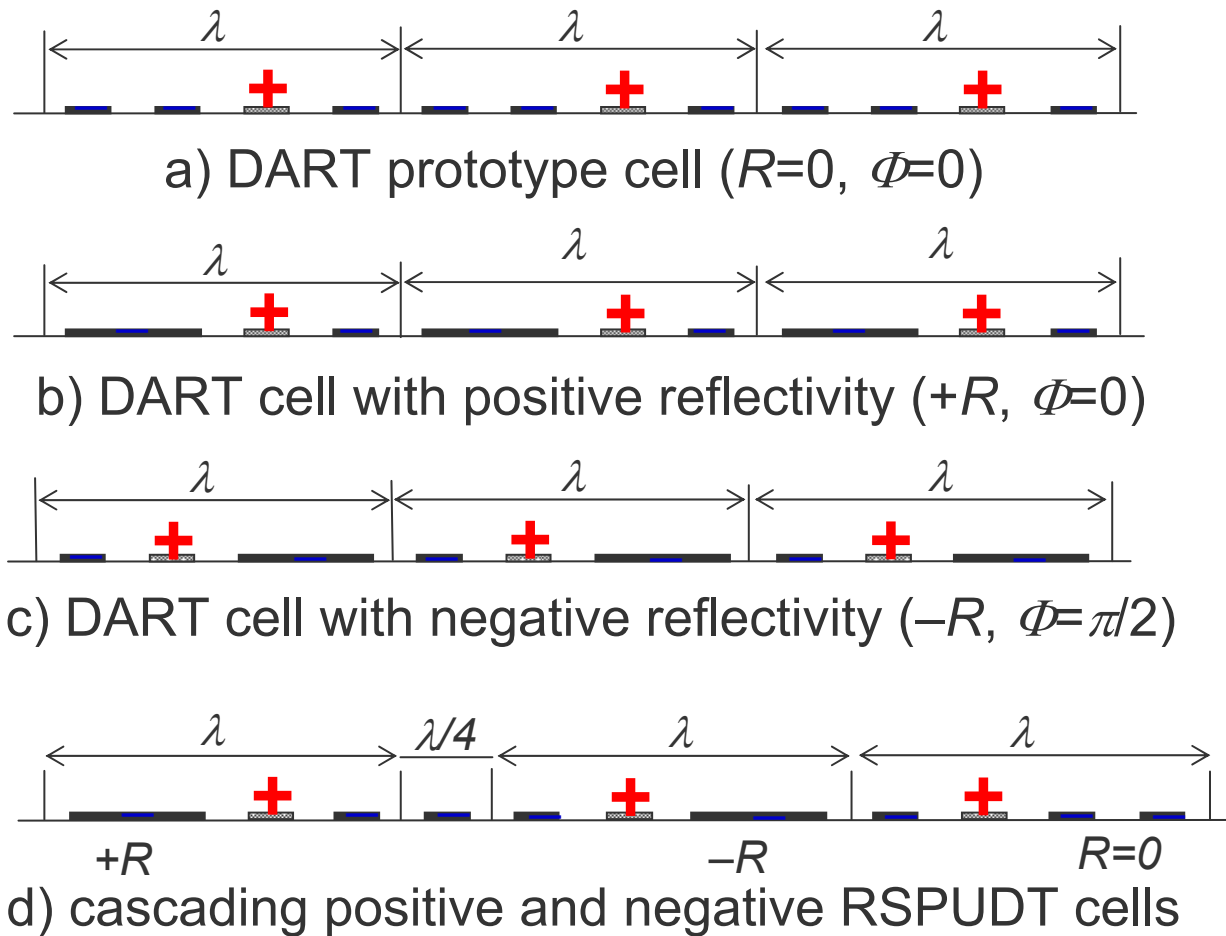 λ λ λ
+ + +
a) DART prototype cell (R=0, Φ=0)
λ λ λ
+ + +
b) DART cell with positive reflectivity (+R, Φ=0)
λ λ λ
+ + +
c) DART cell with negative reflectivity (–R, Φ=π/2)
λ λ/4 λ λ
+ + +
+R –R R=0
d) cascading positive and negative RSPUDT cells